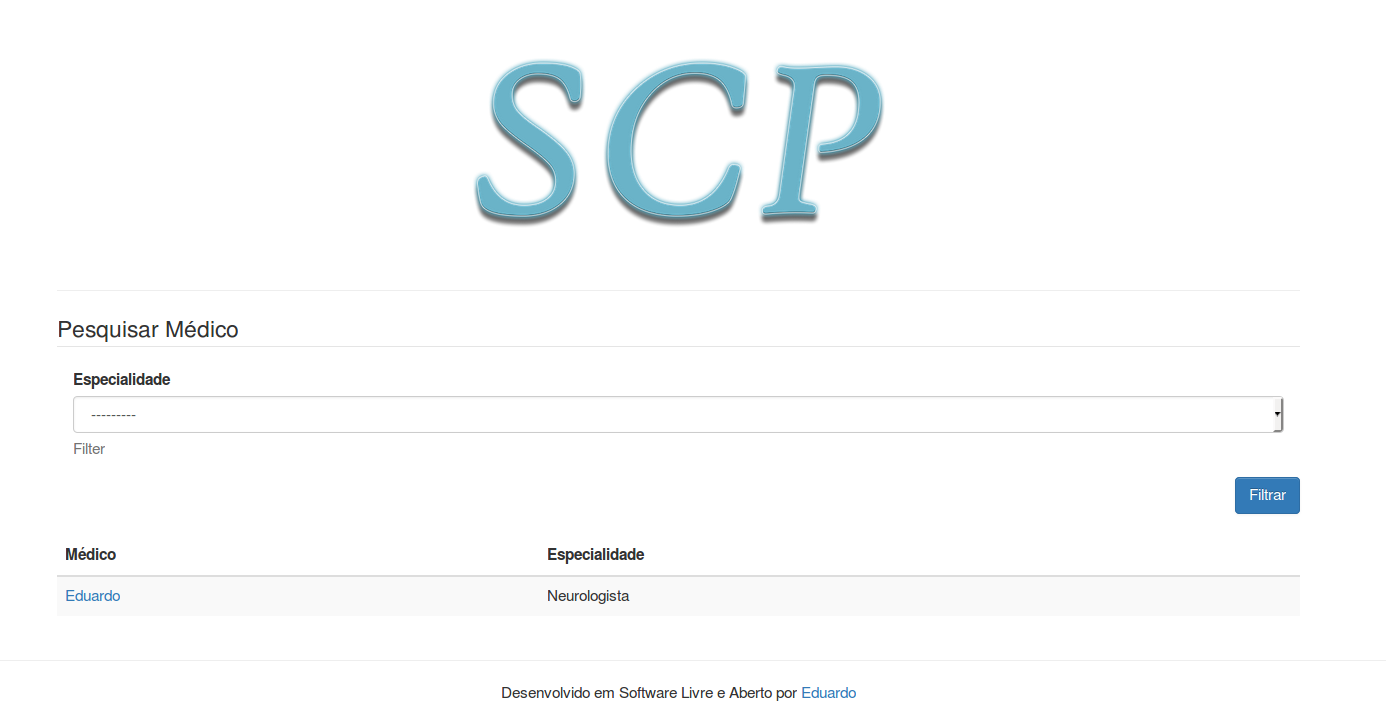 SCP
Pesquisar Médico
Especialidade
---------
Filter
Filtrar
Médico Especialidade
Eduardo Neurologista
Desenvolvido em Software Livre e Aberto por Eduardo